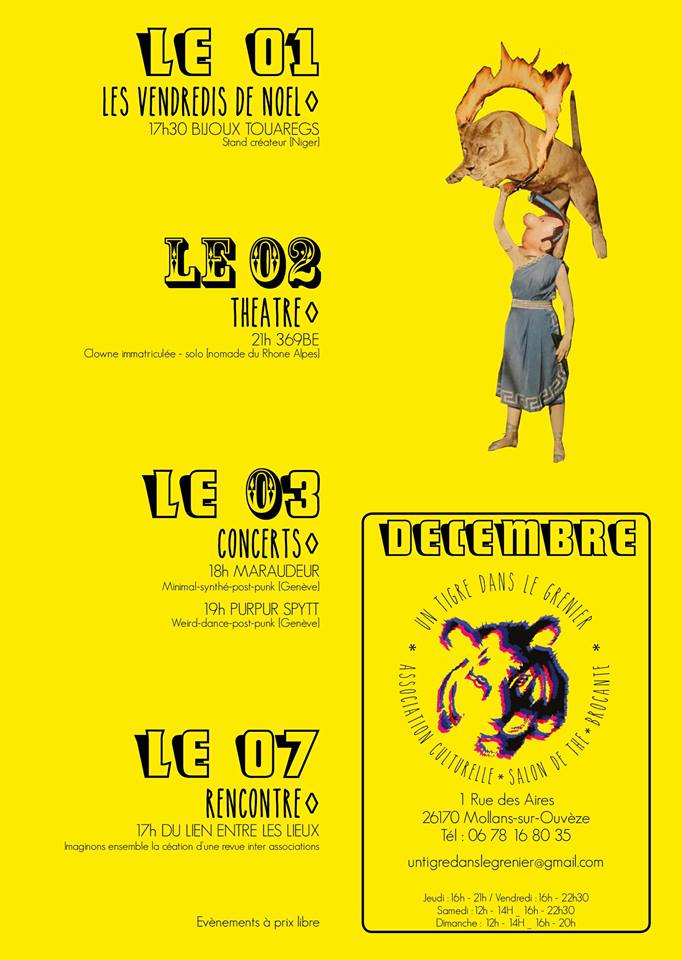 LE 01
LES VENDREDIS DE NOEL◊
17h30 BIJOUX TOUAREGS
Stand créateur (Niger)
LE 02
THEATRE◊
21h 369BE
Clowne immatriculée - solo (nomade du Rhone Alpes)
LE 03
CONCERTS◊
18h MARAUDEUR
Minimal-synthé-post-punk (Genève)
19h PURPUR SPYTT
Weird-dance-post-punk (Genève)
LE 07
RENCONTRE◊
17h DU LIEN ENTRE LES LIEUX
Imaginons ensemble la céation d'une revue inter associations
Evènements à prix libre
DECEMBRE
UN TIGRE DANS LE GRENIER
* ASSOCIATION CULTURELLE * SALON DE THE * BROCANTE *
1 Rue des Aires
26170 Mollans-sur-Ouvèze
Tél : 06 78 16 80 35
untigredanslegrenier@gmail.com
Jeudi : 16h - 21h / Vendredi : 16h - 22h30
Samedi : 12h - 14H _ 16h - 22h30
Dimanche : 12h - 14H _ 16h - 20h